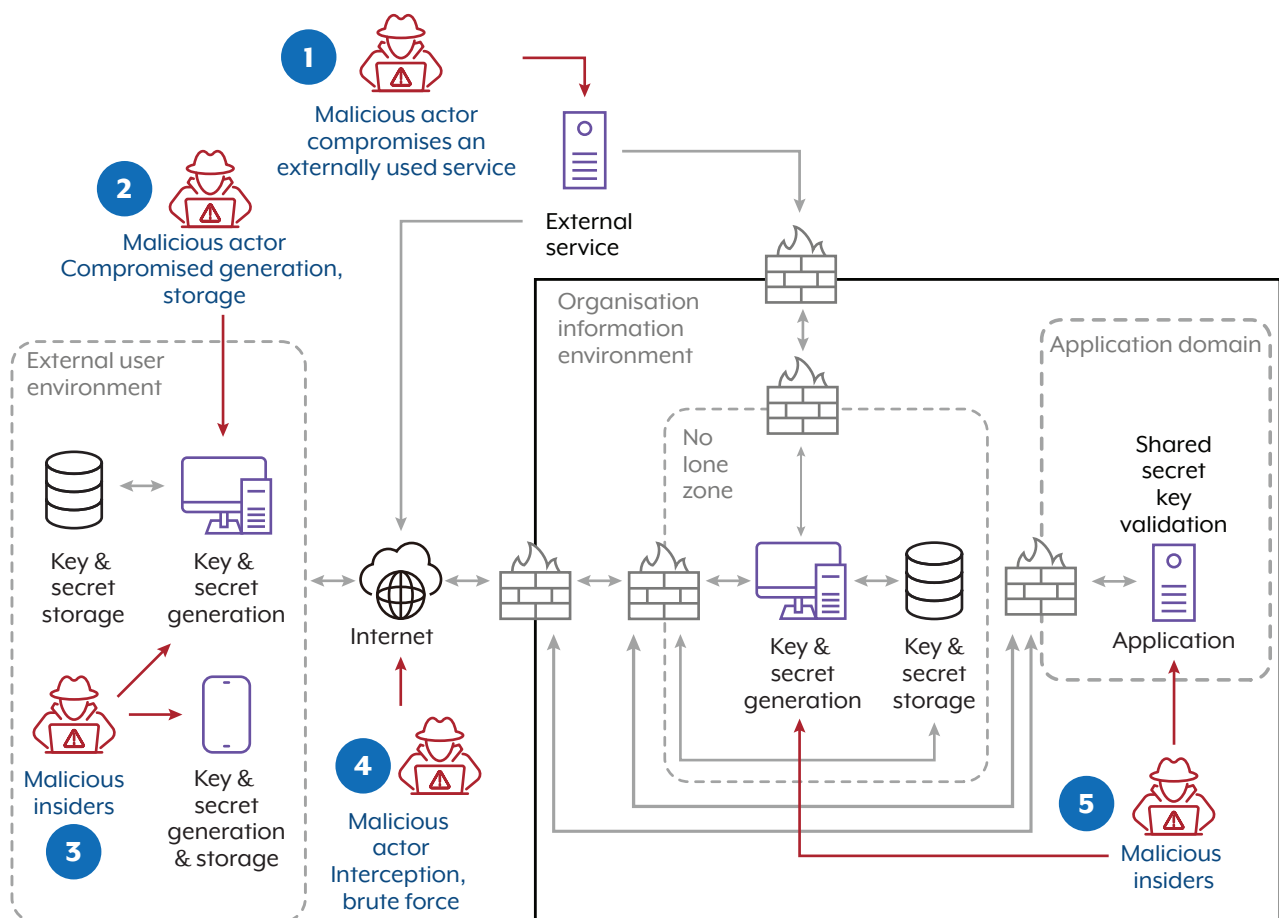 1
Malicious actor
compromises an
externally used service
2
Malicious actor
Compromised generation,
storage
External
service
Organisation
information
environment
Application domain
External user
environment
No
lone
zone
Shared
secret
key
validation
Key &
secret
storage
Key &
secret
generation
Internet
Key &
secret
generation
Key &
secret
storage
Application
Malicious
insiders
3
Key &
secret
generation
& storage
4
Malicious
actor
Interception,
brute force
5
Malicious
insiders